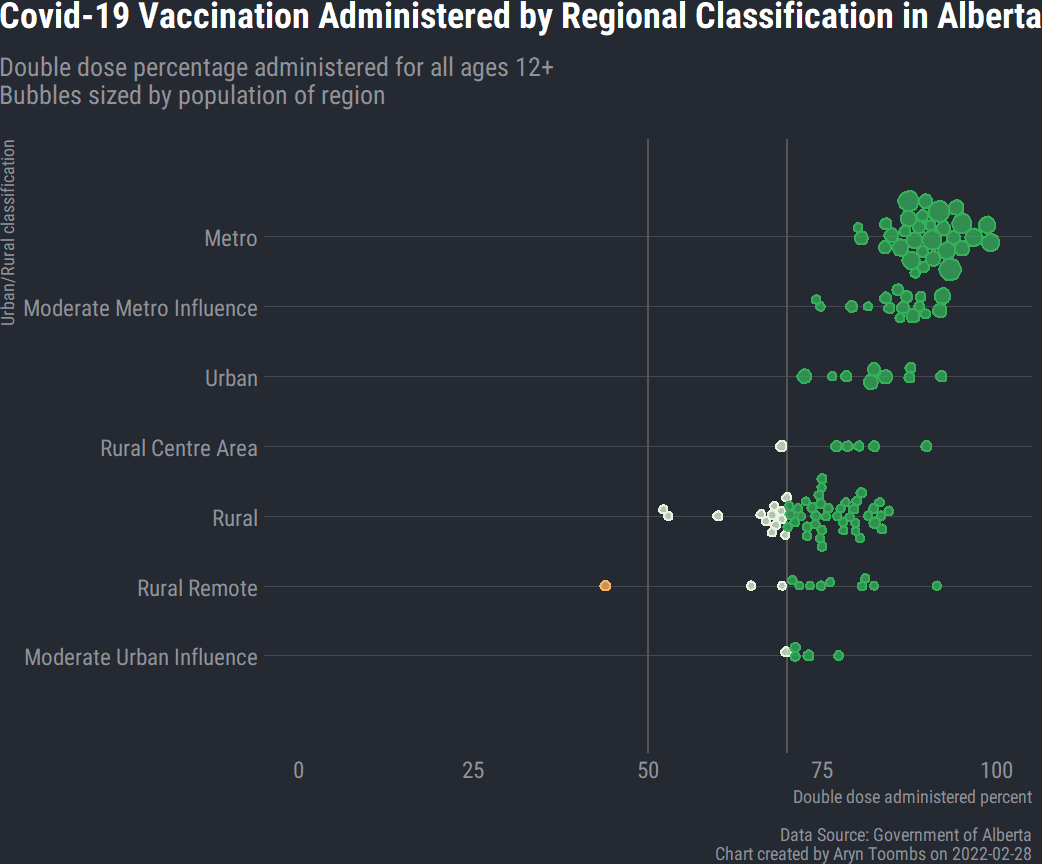 Covid-19 Vaccination Administered by Regional Classification in Alberta
Double dose percentage administered for all ages 12+
Bubbles sized by population of region
Urban/Rural classification
Metro
Moderate Metro Influence
Urban
Rural Centre Area
Rural
Rural Remote
Moderate Urban Influence
0 25 50 75 100
Double dose administered percent
Data Source: Government of Alberta
Chart created by Aryn Toombs on 2022-02-28